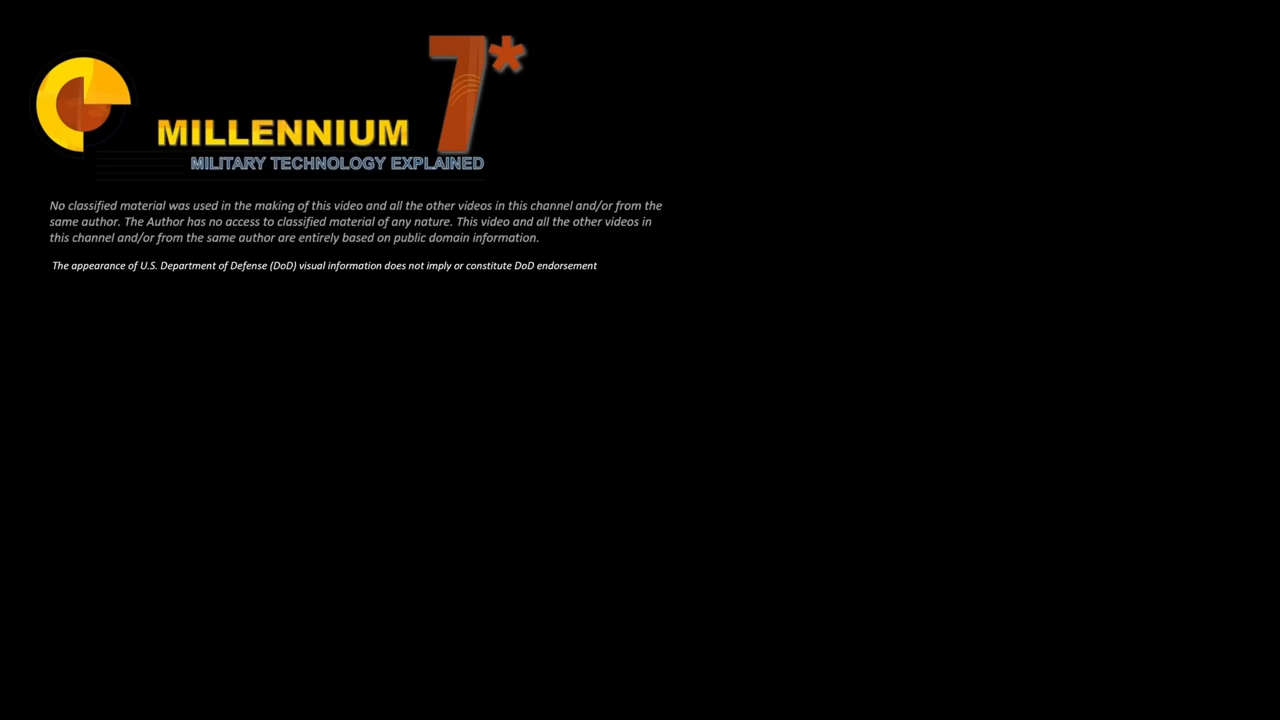 7*
MILLENNIUM
MILITARY TECHNOLOGY EXPLAINED
No classified material was used in the making of this video and all the other videos in this channel and/or from the
same author. The Author has no access to classified material of any nature. This video and all the other videos in
this channel and/or from the same author are entirely based on public domain information.
The appearance of U.S. Department of Defense (DoD) visual information does not imply or constitute DoD endorsement